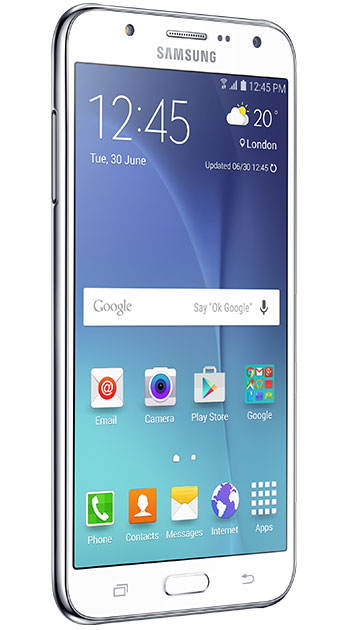 SAMSUNG
12:45 PM
12:45
20°
Tue, 30 June
London
Updated 06/30 12:45
Google
Say "Ok Google"
Email
Camera
Play Store
Google
Phone
Contacts
Messages
Internet
Apps